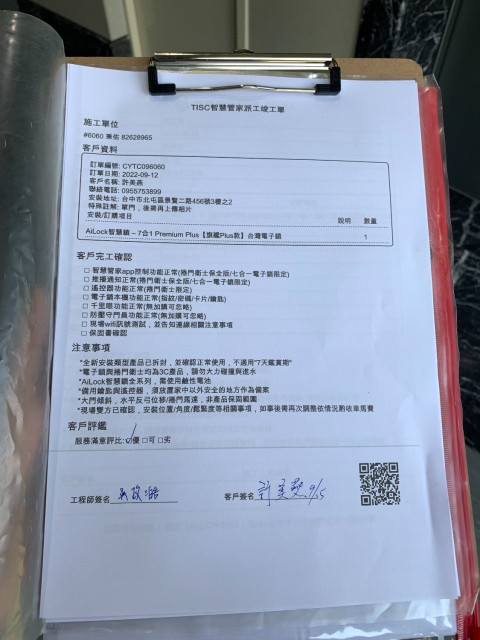 TISC智慧管家派工竣工單
施工單位
#6060 秉佑 82628965
客戶資料
訂單編號: CYTC096060
訂單日期: 2022-09-12
客戶名稱: 許美燕
聯絡電話: 0955753899
安裝地址: 台中市北屯區景賢二路456號3樓之2
特殊註解: 單門，後需再上傳組片
安裝/訂購項目 說明 數量
AiLock智慧鎖 – 7合1 Premium Plus【旗艦Plus款】台灣電子鎖 1
客戶完工確認
□ 智慧管家app控制功能正常(捲門衛士保全版/七合一電子鎖限定)
□ 推播通知正常(捲門衛士保全版/七合一電子鎖限定)
□ 遙控器功能正常(捲門衛士限定)
□ 電子鎖本機功能正常(指紋/密碼/卡片/鑰匙)
□ 千里眼功能正常(無加購可忽略)
□ 防壓守門員功能正常(無加購可忽略)
□ 現場wifi訊號測試，並告知連線相關注意事項
□ 保固書確認
注意事項
*全新安裝類型產品已拆封，並確認正常使用，不適用"7天鑑賞期"
*電子鎖與捲門衛士均為3C產品，請勿大力碰撞與進水
*AiLock智慧鎖全系列，需使用鹼性電池
*備用鑰匙與遙控器，須放置家中以外安全的地方作為備案
*大門傾斜，水平反弓位移/捲門馬達，非產品保固範圍
*現場雙方已確認，安裝位置/角度/鬆緊度等相關事項，如事後需再次調整依情況酌收車馬費
客戶評鑑
服務滿意評比:☑優 □可 □劣
工程師簽名
客戶簽名 許美燕 9/15